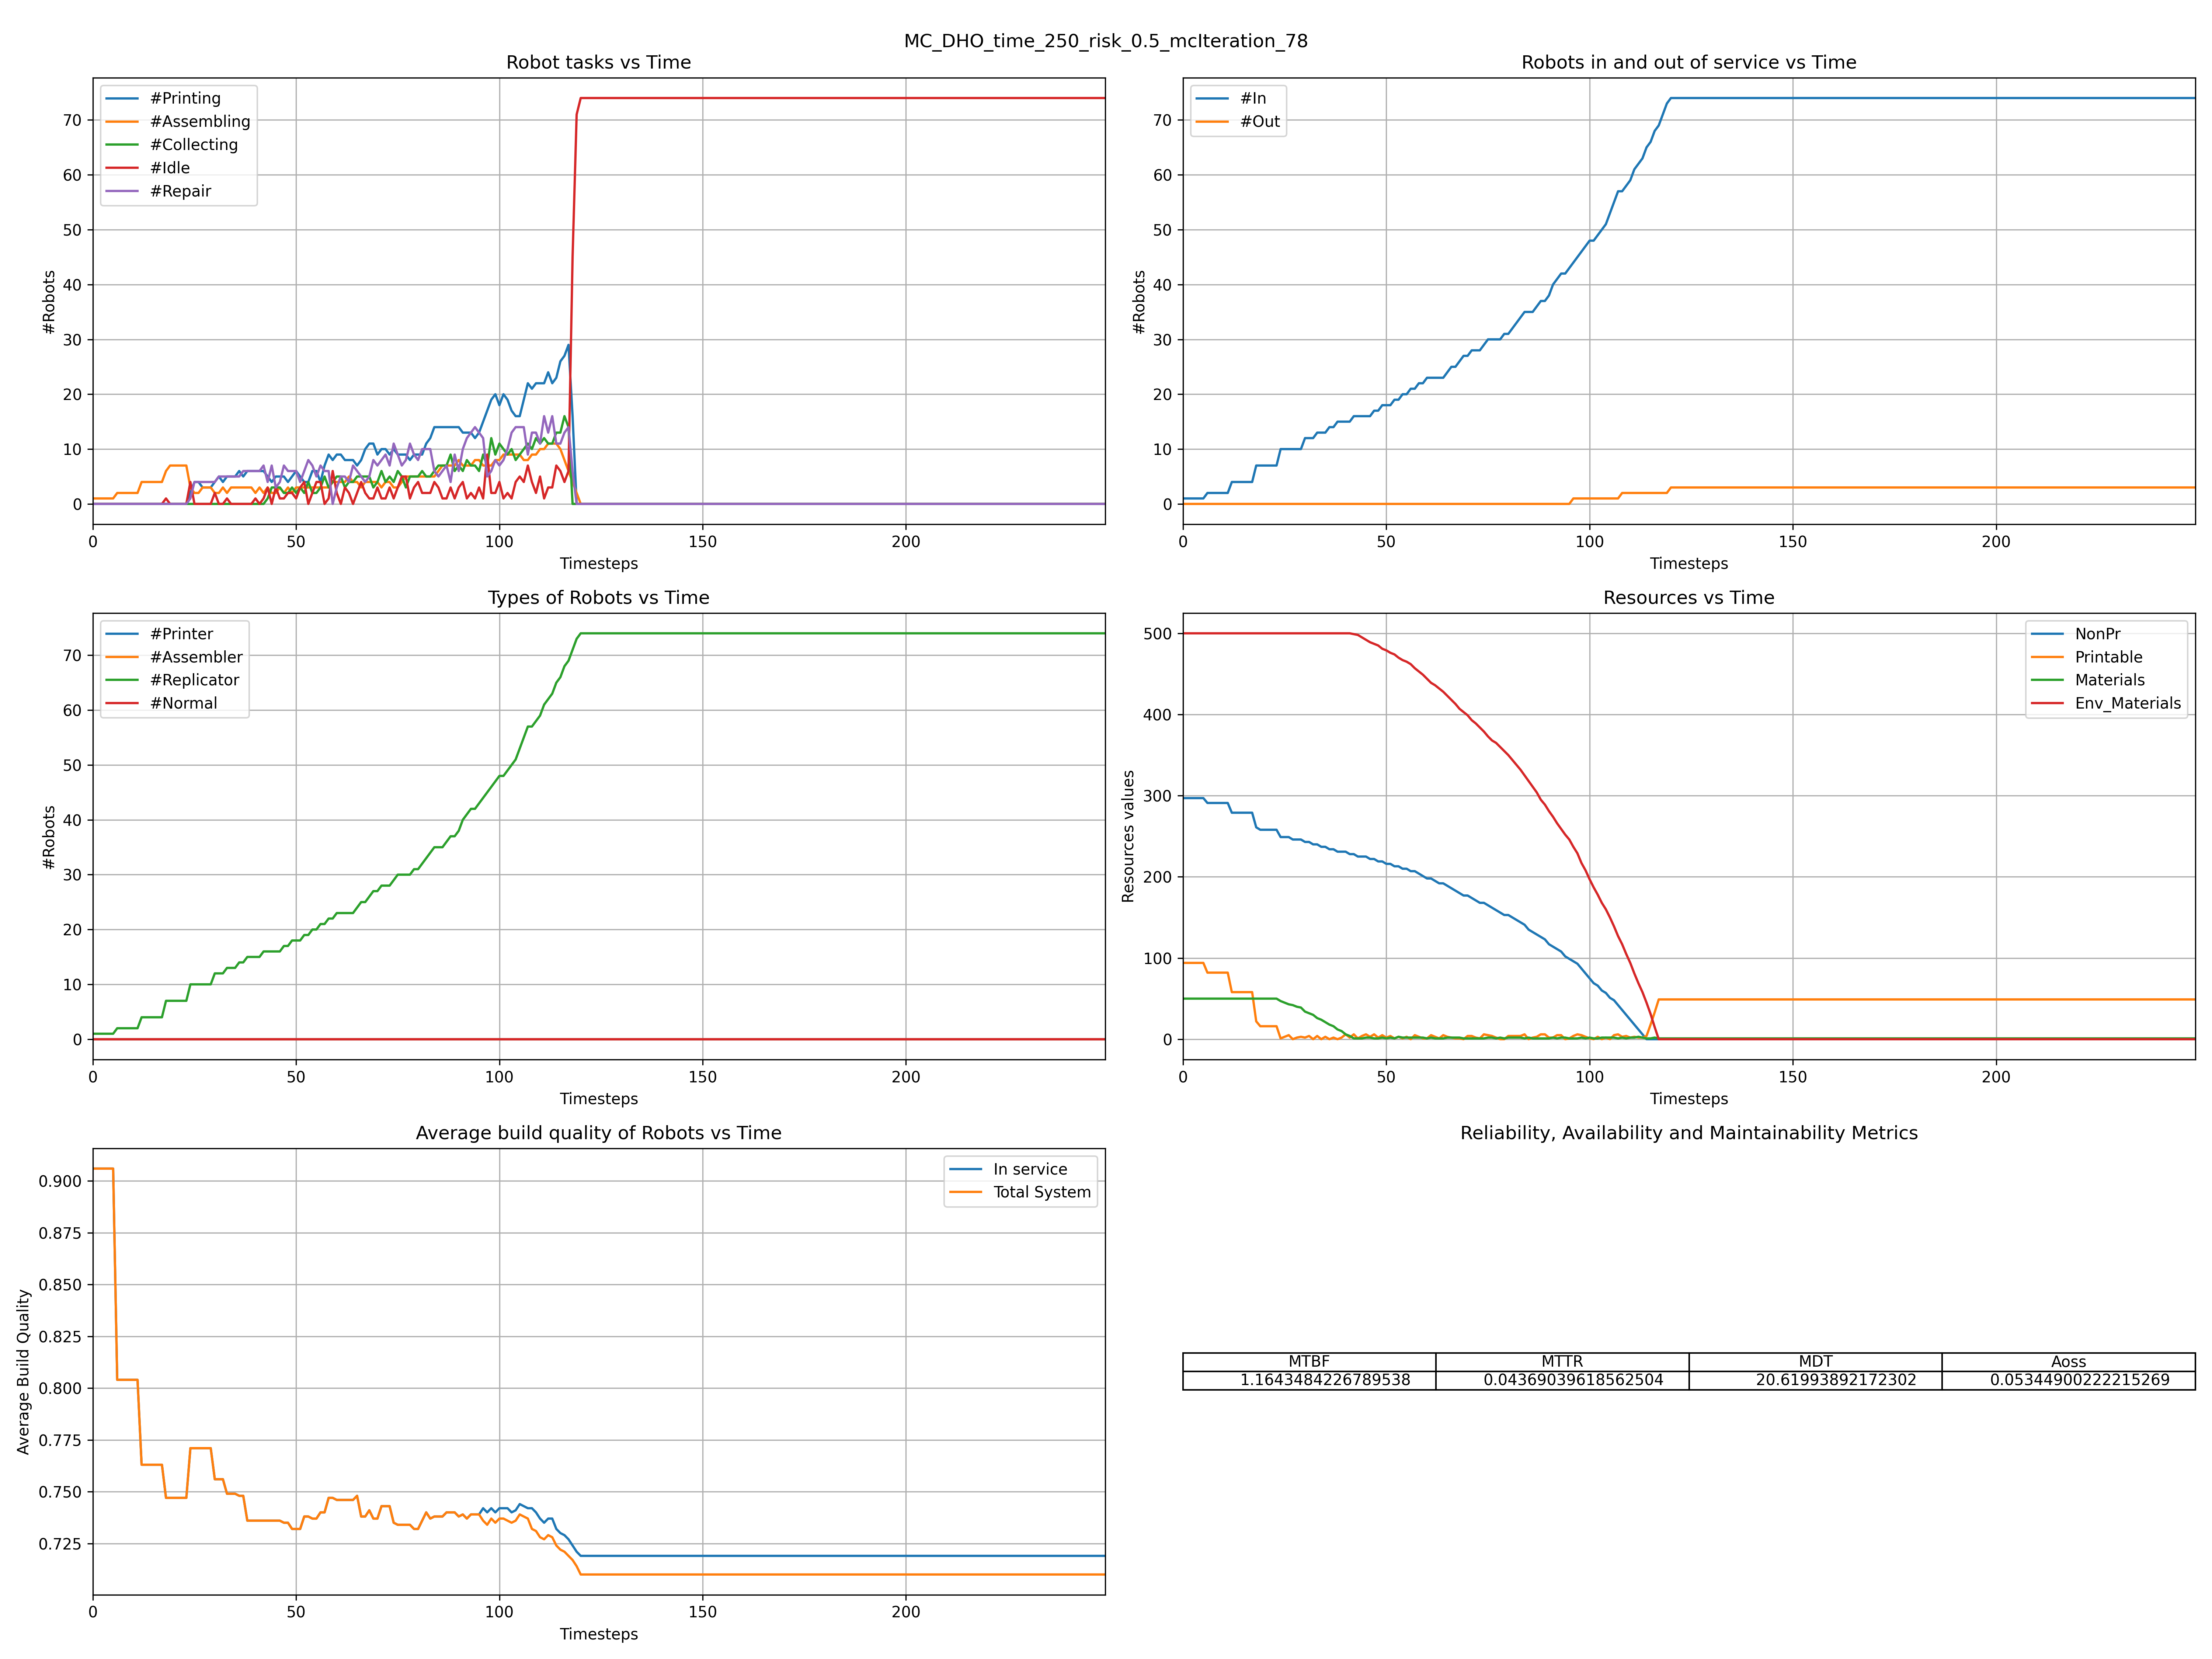 MC_DHO_time_250_risk_0.5_mcIteration_78
Robot tasks vs Time
#Printing
#Assembling
#Collecting
#Idle
#Repair
70
60
50
40
30
20
10
0
#Robots
0 50 100 150 200
Timesteps
Robots in and out of service vs Time
#In
#Out
70
60
50
40
30
20
10
0
#Robots
0 50 100 150 200
Timesteps
Types of Robots vs Time
#Printer
#Assembler
#Replicator
#Normal
70
60
50
40
30
20
10
0
#Robots
0 50 100 150 200
Timesteps
Resources vs Time
NonPr
Printable
Materials
Env_Materials
500
400
300
200
100
0
Resources values
0 50 100 150 200
Timesteps
Average build quality of Robots vs Time
In service
Total System
0.900
0.875
0.850
0.825
0.800
0.775
0.750
0.725
Average Build Quality
0 50 100 150 200
Timesteps
Reliability, Availability and Maintainability Metrics
MTBF MTTR MDT Aoss
1.1643484226789538 0.04369039618562504 20.61993892172302 0.05344900222215269